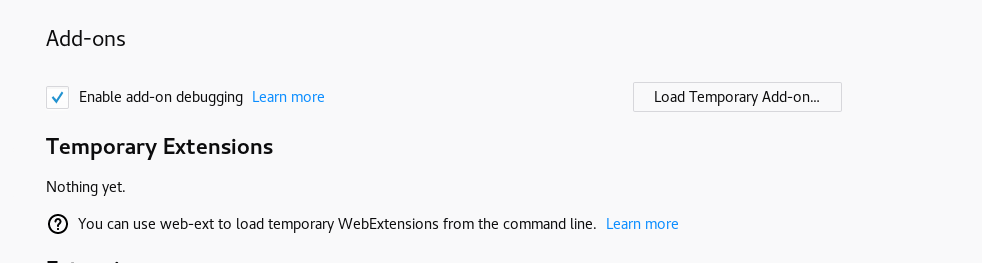 Add-ons
Enable add-on debugging Learn more Load Temporary Add-on...
Temporary Extensions
Nothing yet.
You can use web-ext to load temporary WebExtensions from the command line. Learn more